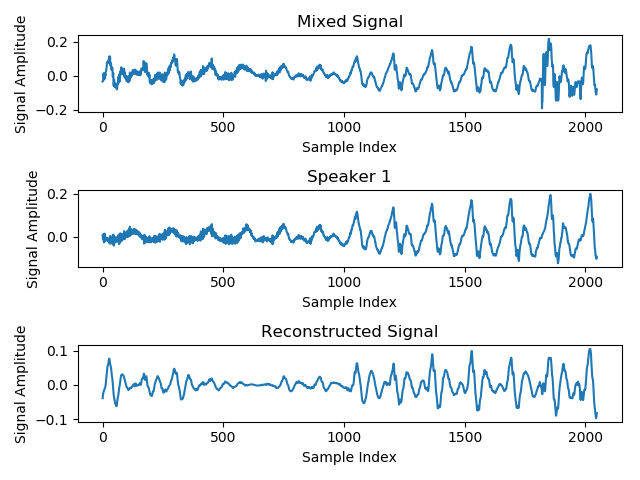 Mixed Signal
Signal Amplitude
0.2
0.0
−0.2
0 500 1000 1500 2000
Sample Index
Speaker 1
Signal Amplitude
0.2
0.0
0 500 1000 1500 2000
Sample Index
Reconstructed Signal
Signal Amplitude
0.1
0.0
−0.1
0 500 1000 1500 2000
Sample Index